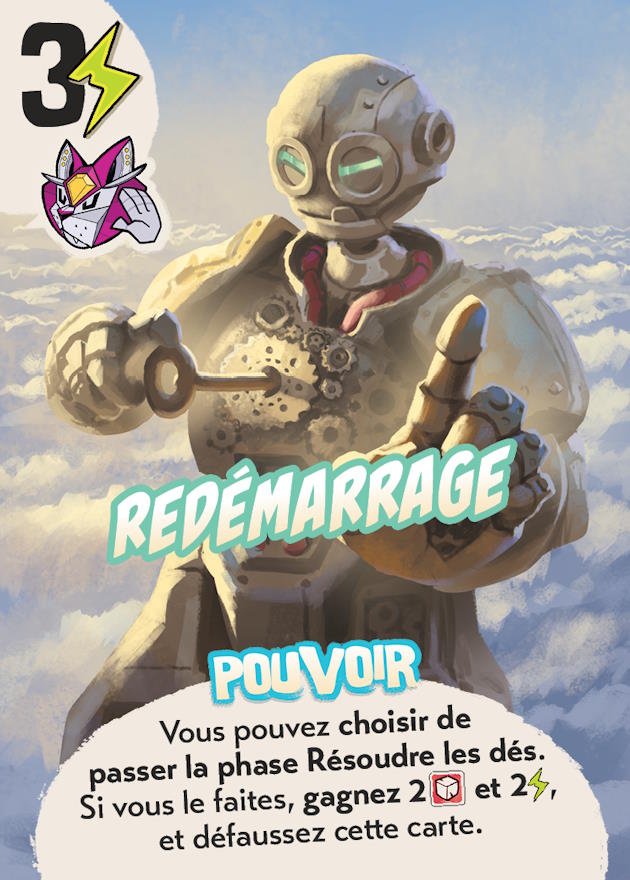 3
REDÉMARRAGE
POUVOIR
Vous pouvez choisir de
passer la phase Résoudre les dés.
Si vous le faites, gagnez 2 et 2,
et défaussez cette carte.